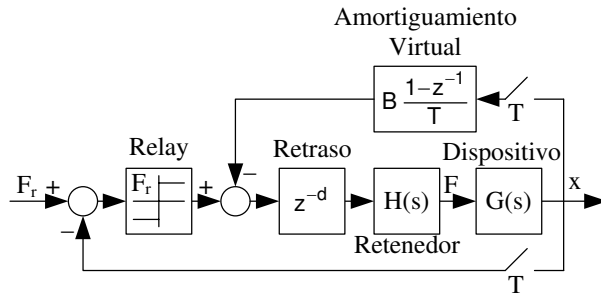 Amortiguamiento
Virtual
B (1−z⁻¹)/T
T
Relay
Retraso
Dispositivo
Fr
+
−
Fr
+
−
z⁻ᵈ
H(s)
F
G(s)
x
Retenedor
T